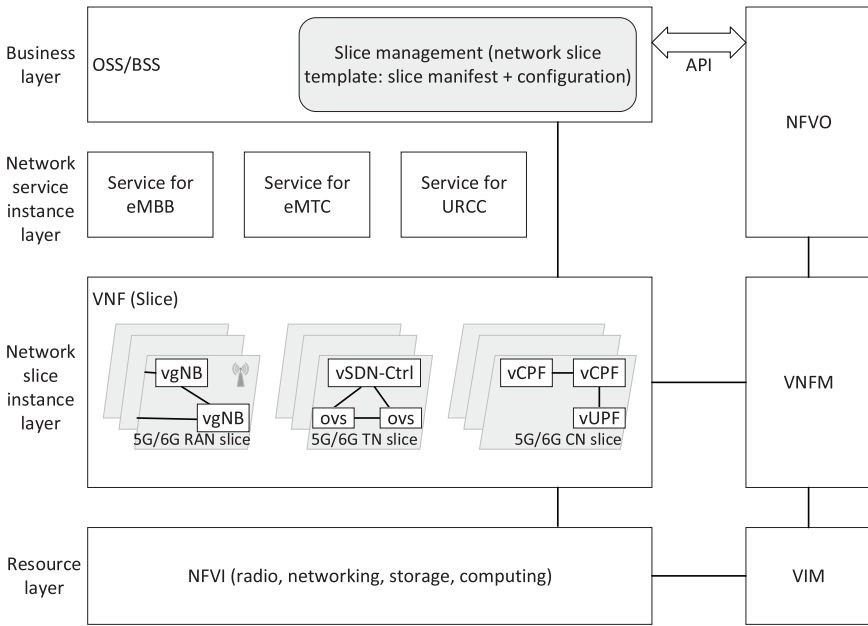 Business
layer
OSS/BSS
Slice management (network slice
template: slice manifest + configuration)
API
NFVO
Network
service
instance
layer
Service for
eMBB
Service for
eMTC
Service for
URCC
Network
slice
instance
layer
VNF (Slice)
vgNB
vgNB
5G/6G RAN slice
vSDN-Ctrl
ovs
ovs
5G/6G TN slice
vCPF
vCPF
vUPF
5G/6G CN slice
VNFM
Resource
layer
NFVI (radio, networking, storage, computing)
VIM